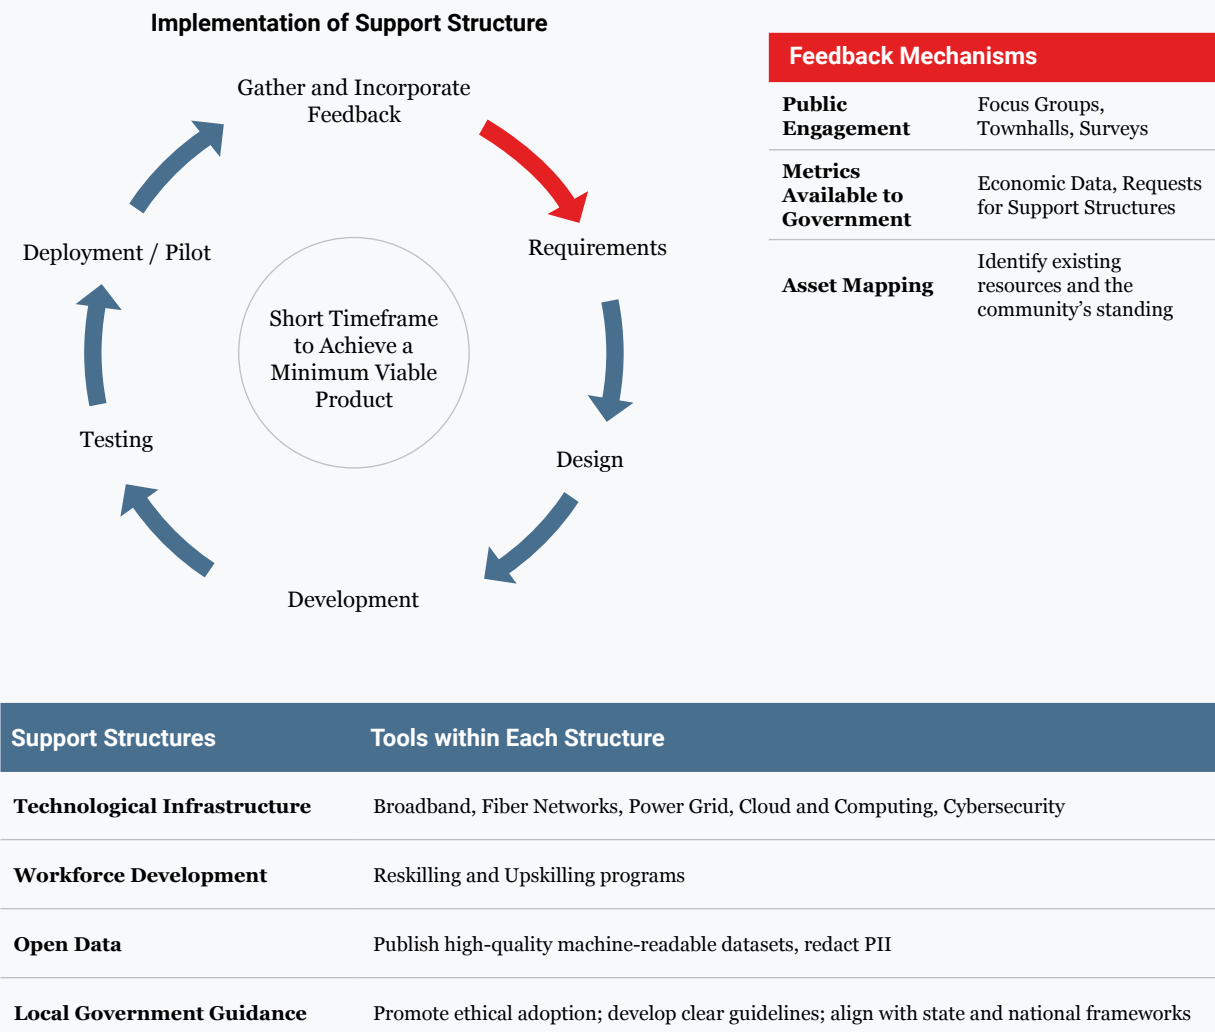 Implementation of Support Structure
Gather and Incorporate
Feedback
Requirements
Design
Development
Testing
Deployment / Pilot
Short Timeframe
to Achieve a
Minimum Viable
Product
Feedback Mechanisms
Public
Engagement
Focus Groups,
Townhalls, Surveys
Metrics
Available to
Government
Economic Data, Requests
for Support Structures
Asset Mapping
Identify existing
resources and the
community’s standing
Support Structures
Tools within Each Structure
Technological Infrastructure
Broadband, Fiber Networks, Power Grid, Cloud and Computing, Cybersecurity
Workforce Development
Reskilling and Upskilling programs
Open Data
Publish high-quality machine-readable datasets, redact PII
Local Government Guidance
Promote ethical adoption; develop clear guidelines; align with state and national frameworks